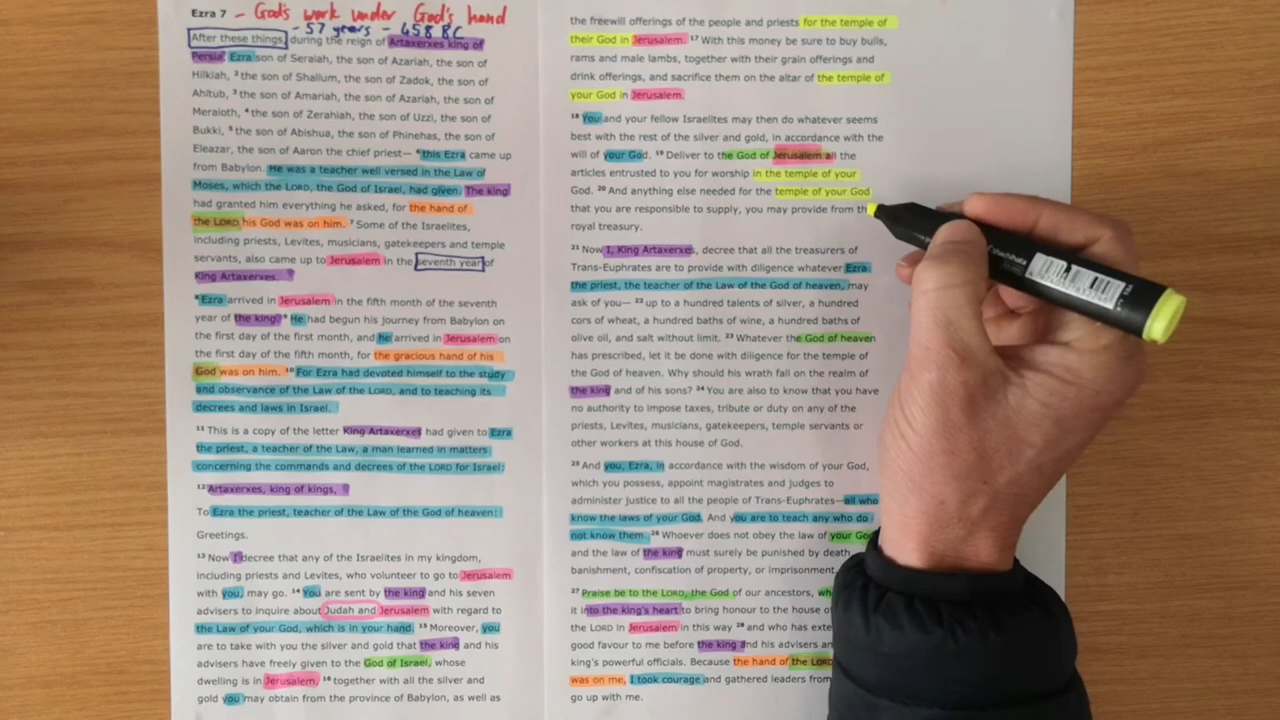 Ezra 7 - God's work under God's hand
- 57 years - 458 BC
After these things, during the reign of Artaxerxes king of
Persia, Ezra son of Seraiah, the son of Azariah, the son of
Hilkiah, ² the son of Shallum, the son of Zadok, the son of
Ahitub, ³ the son of Amariah, the son of Azariah, the son of
Meraioth, ⁴ the son of Zerahiah, the son of Uzzi, the son of
Bukki, ⁵ the son of Abishua, the son of Phinehas, the son of
Eleazar, the son of Aaron the chief priest— ⁶ this Ezra came up
from Babylon. He was a teacher well versed in the Law of
Moses, which the LORD, the God of Israel, had given. The king
had granted him everything he asked, for the hand of
the LORD his God was on him. ⁷ Some of the Israelites,
including priests, Levites, musicians, gatekeepers and temple
servants, also came up to Jerusalem in the seventh year of
King Artaxerxes.
⁸ Ezra arrived in Jerusalem in the fifth month of the seventh
year of the king. ⁹ He had begun his journey from Babylon on
the first day of the first month, and he arrived in Jerusalem on
the first day of the fifth month, for the gracious hand of his
God was on him. ¹⁰ For Ezra had devoted himself to the study
and observance of the Law of the LORD, and to teaching its
decrees and laws in Israel.
¹¹ This is a copy of the letter King Artaxerxes had given to Ezra
the priest, a teacher of the Law, a man learned in matters
concerning the commands and decrees of the LORD for Israel:
¹² Artaxerxes, king of kings,
To Ezra the priest, teacher of the Law of the God of heaven:
Greetings.
¹³ Now I decree that any of the Israelites in my kingdom,
including priests and Levites, who volunteer to go to Jerusalem
with you, may go. ¹⁴ You are sent by the king and his seven
advisers to inquire about Judah and Jerusalem with regard to
the Law of your God, which is in your hand. ¹⁵ Moreover, you
are to take with you the silver and gold that the king and his
advisers have freely given to the God of Israel, whose
dwelling is in Jerusalem, ¹⁶ together with all the silver and
gold you may obtain from the province of Babylon, as well as
the freewill offerings of the people and priests for the temple of
their God in Jerusalem. ¹⁷ With this money be sure to buy bulls,
rams and male lambs, together with their grain offerings and
drink offerings, and sacrifice them on the altar of the temple of
your God in Jerusalem.
¹⁸ You and your fellow Israelites may then do whatever seems
best with the rest of the silver and gold, in accordance with the
will of your God. ¹⁹ Deliver to the God of Jerusalem all the
articles entrusted to you for worship in the temple of your
God. ²⁰ And anything else needed for the temple of your God
that you are responsible to supply, you may provide from th
royal treasury.
²¹ Now I, King Artaxerxes, decree that all the treasurers of
Trans-Euphrates are to provide with diligence whatever Ezra
the priest, the teacher of the Law of the God of heaven, may
ask of you— ²² up to a hundred talents of silver, a hundred
cors of wheat, a hundred baths of wine, a hundred baths of
olive oil, and salt without limit. ²³ Whatever the God of heaven
has prescribed, let it be done with diligence for the temple of
the God of heaven. Why should his wrath fall on the realm of
the king and of his sons? ²⁴ You are also to know that you have
no authority to impose taxes, tribute or duty on any of the
priests, Levites, musicians, gatekeepers, temple servants or
other workers at this house of God.
²⁵ And you, Ezra, in accordance with the wisdom of your God,
which you possess, appoint magistrates and judges to
administer justice to all the people of Trans-Euphrates—all who
know the laws of your God. And you are to teach any who do
not know them. ²⁶ Whoever does not obey the law of your Go
and the law of the king must surely be punished by death,
banishment, confiscation of property, or imprisonment.
²⁷ Praise be to the LORD, the God of our ancestors, wh
it into the king's heart to bring honour to the house of
the LORD in Jerusalem in this way ²⁸ and who has exte
good favour to me before the king and his advisers an
king's powerful officials. Because the hand of the LORD
was on me, I took courage and gathered leaders from
go up with me.